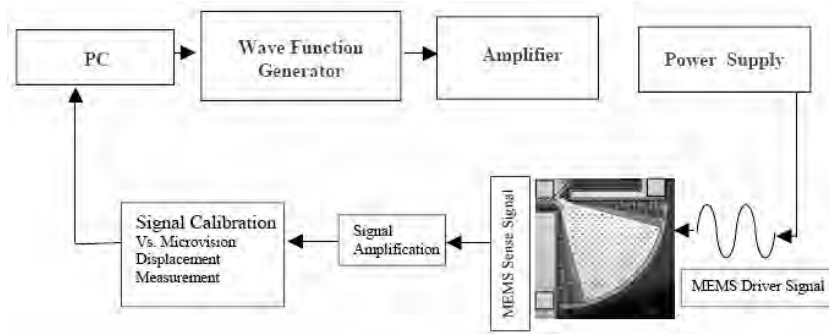 PC
Wave Function
Generator
Amplifier
Power Supply
Signal Calibration
Vs. Microvision
Displacement
Measurement
Signal
Amplification
MEMS Sense Signal
MEMS Driver Signal